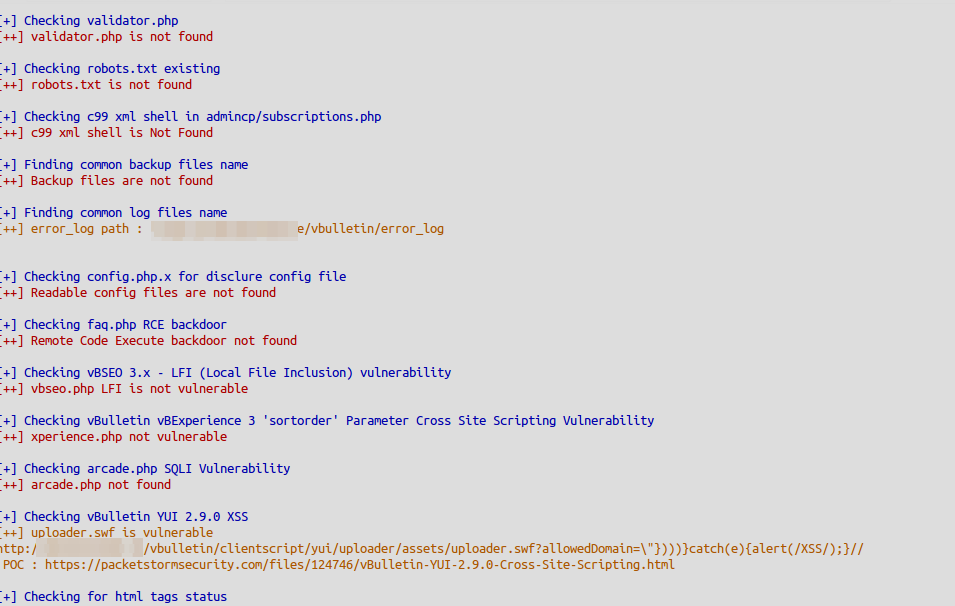 [+] Checking validator.php
[++] validator.php is not found
[+] Checking robots.txt existing
[++] robots.txt is not found
[+] Checking c99 xml shell in admincp/subscriptions.php
[++] c99 xml shell is Not Found
[+] Finding common backup files name
[++] Backup files are not found
[+] Finding common log files name
[++] error_log path : e/vbulletin/error_log
[+] Checking config.php.x for disclure config file
[++] Readable config files are not found
[+] Checking faq.php RCE backdoor
[++] Remote Code Execute backdoor not found
[+] Checking vBSEO 3.x - LFI (Local File Inclusion) vulnerability
[++] vbseo.php LFI is not vulnerable
[+] Checking vBulletin vBExperience 3 'sortorder' Parameter Cross Site Scripting Vulnerability
[++] xperience.php not vulnerable
[+] Checking arcade.php SQLI Vulnerability
[++] arcade.php not found
[+] Checking vBulletin YUI 2.9.0 XSS
[++] uploader.swf is vulnerable
http:/ /vbulletin/clientscript/yui/uploader/assets/uploader.swf?allowedDomain=\"})))}catch(e){alert(/XSS/);}//
POC : https://packetstormsecurity.com/files/124746/vBulletin-YUI-2.9.0-Cross-Site-Scripting.html
[+] Checking for html tags status